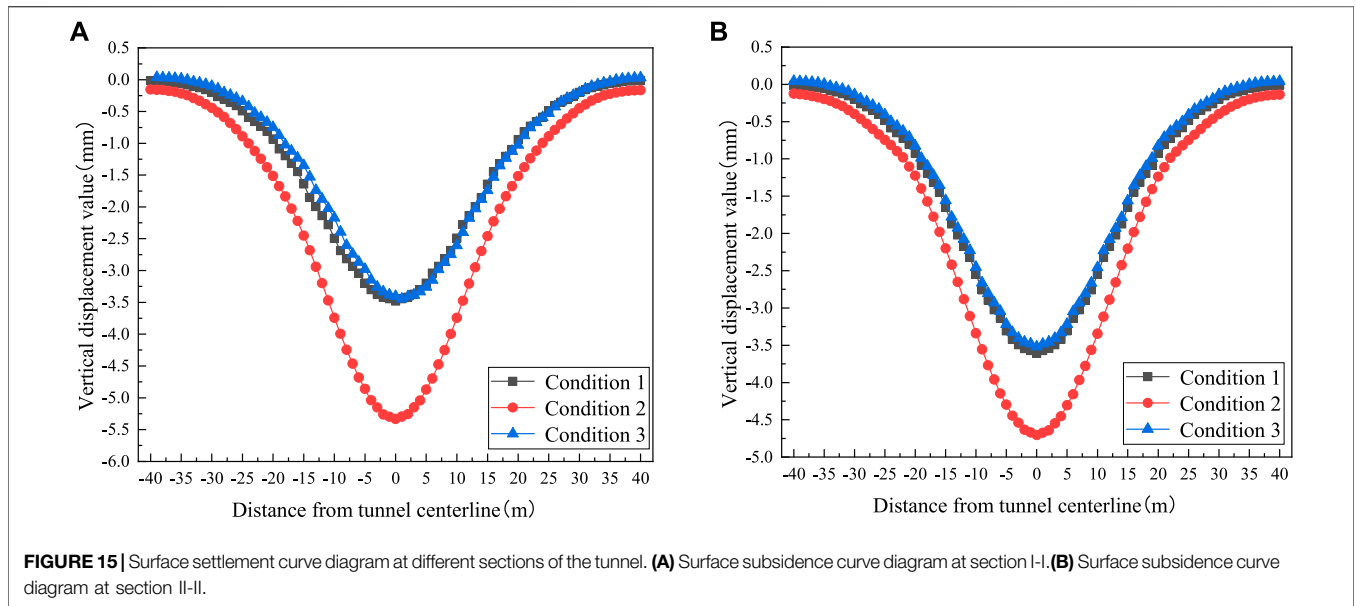 A
0.5
0.0
-0.5
-1.0
-1.5
-2.0
-2.5
-3.0
-3.5
-4.0
-4.5
-5.0
-5.5
-6.0
Vertical displacement value(mm)
Condition 1
Condition 2
Condition 3
-40 -35 -30 -25 -20 -15 -10 -5 0 5 10 15 20 25 30 35 40
Distance from tunnel centerline(m)
B
0.5
0.0
-0.5
-1.0
-1.5
-2.0
-2.5
-3.0
-3.5
-4.0
-4.5
-5.0
Vertical displacement value(mm)
Condition 1
Condition 2
Condition 3
-40 -35 -30 -25 -20 -15 -10 -5 0 5 10 15 20 25 30 35 40
Distance from tunnel centerline(m)
FIGURE 15 | Surface settlement curve diagram at different sections of the tunnel. (A) Surface subsidence curve diagram at section I-I.(B) Surface subsidence curve
diagram at section II-II.